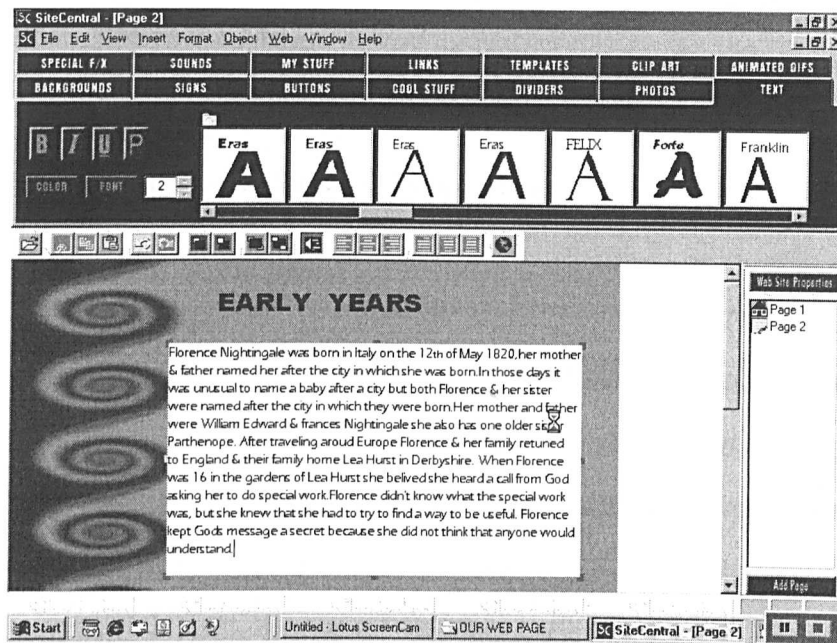 SC SiteCentral - [Page 2]
SC File Edit View Insert Format Object Web Window Help
SPECIAL F/X SOUNDS MY STUFF LINKS TEMPLATES CLIP ART ANIMATED GIFS
BACKGROUNDS SIGNS BUTTONS COOL STUFF DIVIDERS PHOTOS TEXT
B I U P
COLOR FONT 2
Eras Eras Eras Eras FELIX Forte Franklin
A A A A A A A
EARLY YEARS
Florence Nightingale was born in Italy on the 12th of May 1820,her mother
& father named her after the city in which she was born.In those days it
was unusual to name a baby after a city but both Florence & her sister
were named after the city in which they were born.Her mother and father
were William Edward & frances Nightingale she also has one older sister
Parthenope. After traveling aroud Europe Florence & her family retuned
to England & their family home Lea Hurst in Derbyshire. When Florence
was 16 in the gardens of Lea Hurst she belived she heard a call from God
asking her to do special work.Florence didn't know what the special work
was, but she knew that she had to try to find a way to be useful. Florence
kept Gods message a secret because she did not think that anyone would
understand.
Web Site Properties
Page 1
Page 2
Add Page
Start Untitled - Lotus ScreenCam OUR WEB PAGE SC SiteCentral - [Page 2]